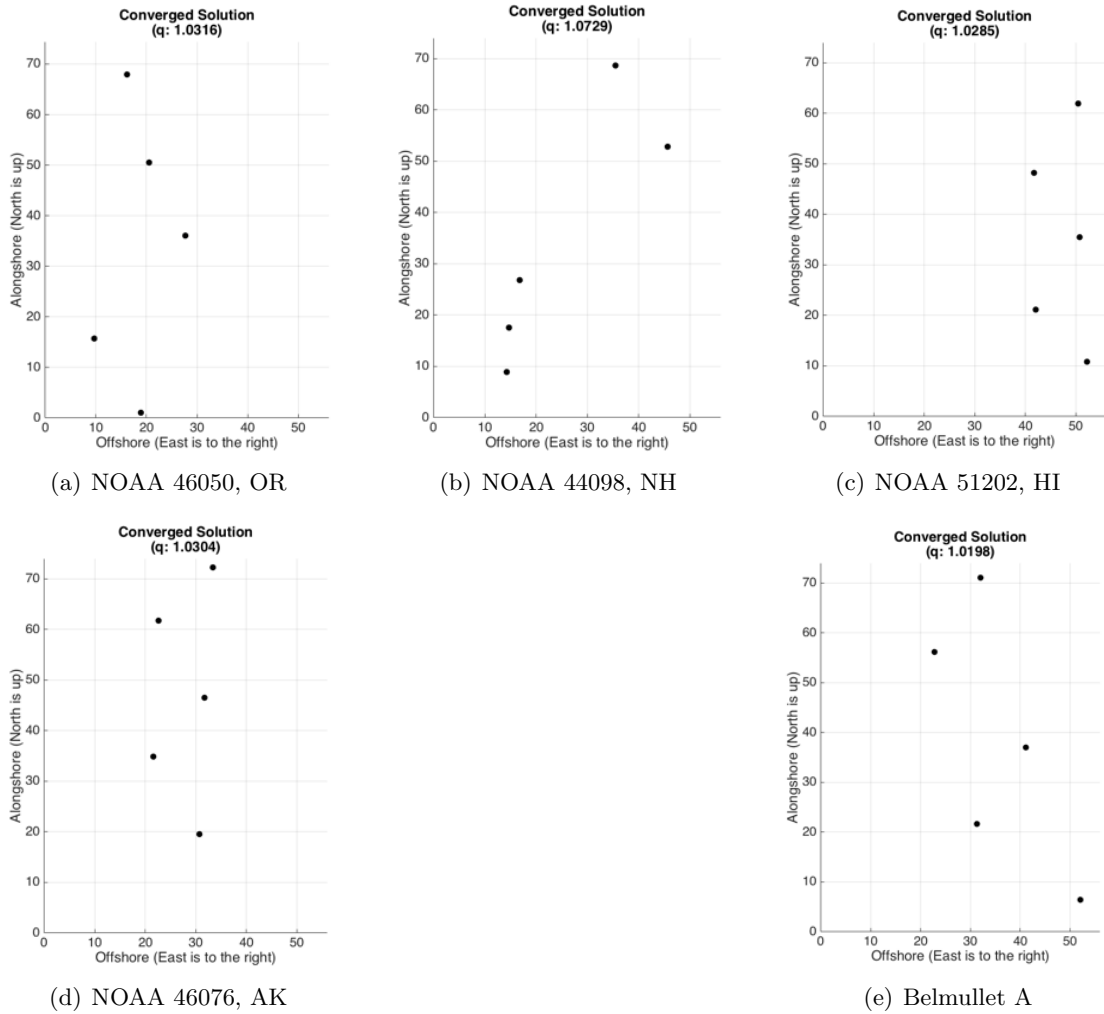 Converged Solution
(q: 1.0316)
Alongshore (North is up)
70
60
50
40
30
20
10
0
0 10 20 30 40 50
Offshore (East is to the right)
(a) NOAA 46050, OR
Converged Solution
(q: 1.0729)
Alongshore (North is up)
70
60
50
40
30
20
10
0
0 10 20 30 40 50
Offshore (East is to the right)
(b) NOAA 44098, NH
Converged Solution
(q: 1.0285)
Alongshore (North is up)
70
60
50
40
30
20
10
0
0 10 20 30 40 50
Offshore (East is to the right)
(c) NOAA 51202, HI
Converged Solution
(q: 1.0304)
Alongshore (North is up)
70
60
50
40
30
20
10
0
0 10 20 30 40 50
Offshore (East is to the right)
(d) NOAA 46076, AK
Converged Solution
(q: 1.0198)
Alongshore (North is up)
70
60
50
40
30
20
10
0
0 10 20 30 40 50
Offshore (East is to the right)
(e) Belmullet A